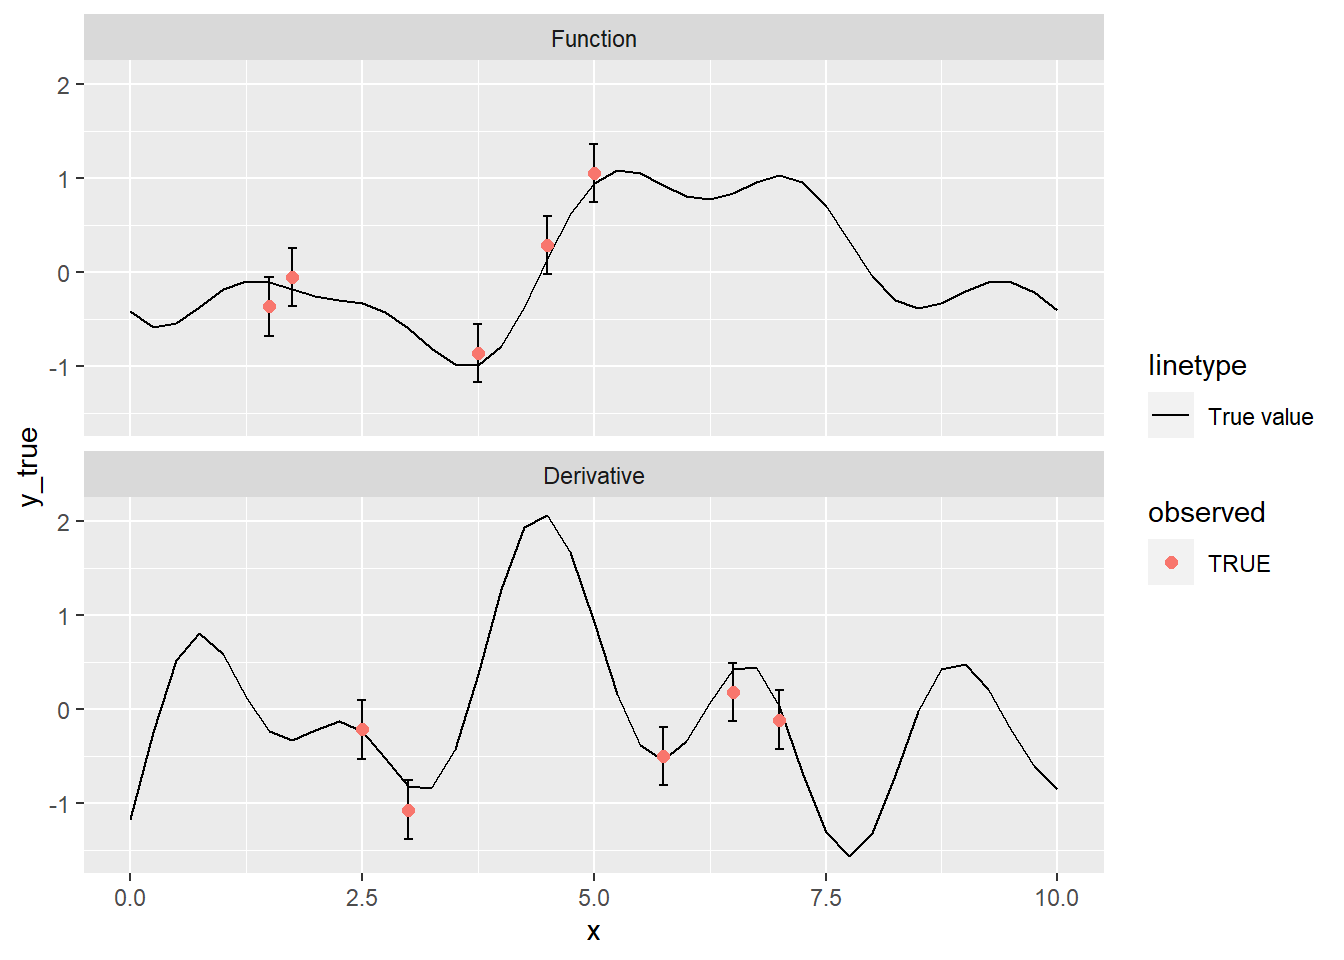 Function
2
1
0
-1
Derivative
2
1
0
-1
0.0 2.5 5.0 7.5 10.0
x
y_true
linetype
True value
observed
TRUE